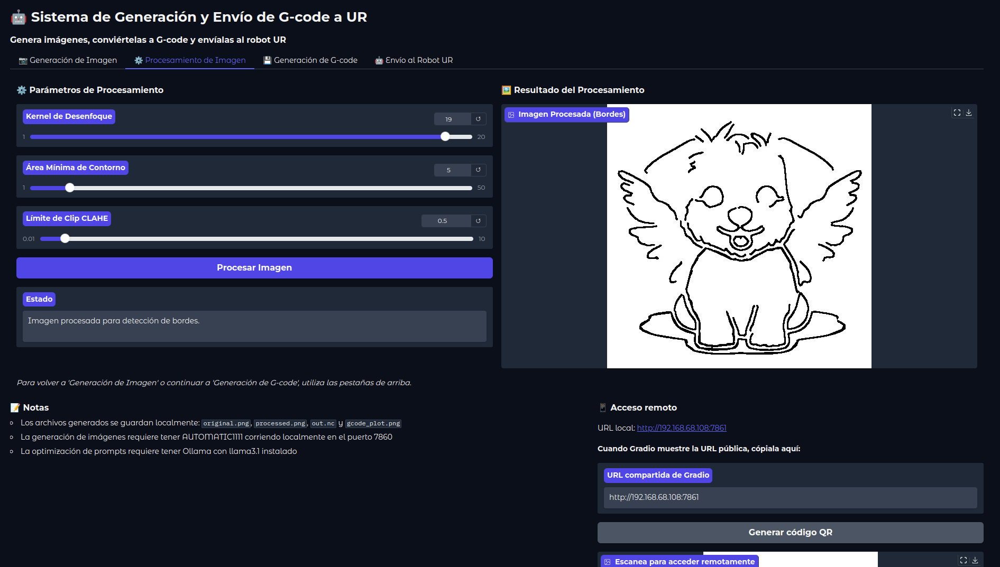 Sistema de Generación y Envío de G-code a UR
Genera imágenes, conviértelas a G-code y envíalas al robot UR
Generación de Imagen
Procesamiento de Imagen
Generación de G-code
Envío al Robot UR
Parámetros de Procesamiento
Kernel de Desenfoque
19
↺
1
20
Área Mínima de Contorno
5
↺
1
50
Límite de Clip CLAHE
0.5
↺
0.01
10
Procesar Imagen
Estado
Imagen procesada para detección de bordes.
Resultado del Procesamiento
Imagen Procesada (Bordes)
Para volver a 'Generación de Imagen' o continuar a 'Generación de G-code', utiliza las pestañas de arriba.
Notas
Los archivos generados se guardan localmente: original.png, processed.png, out.nc y gcode_plot.png
La generación de imágenes requiere tener AUTOMATIC1111 corriendo localmente en el puerto 7860
La optimización de prompts requiere tener Ollama con llama3.1 instalado
Acceso remoto
URL local: http://192.168.68.108:7861
Cuando Gradio muestre la URL pública, cópiala aquí:
URL compartida de Gradio
http://192.168.68.108:7861
Generar código QR
Escanea para acceder remotamente